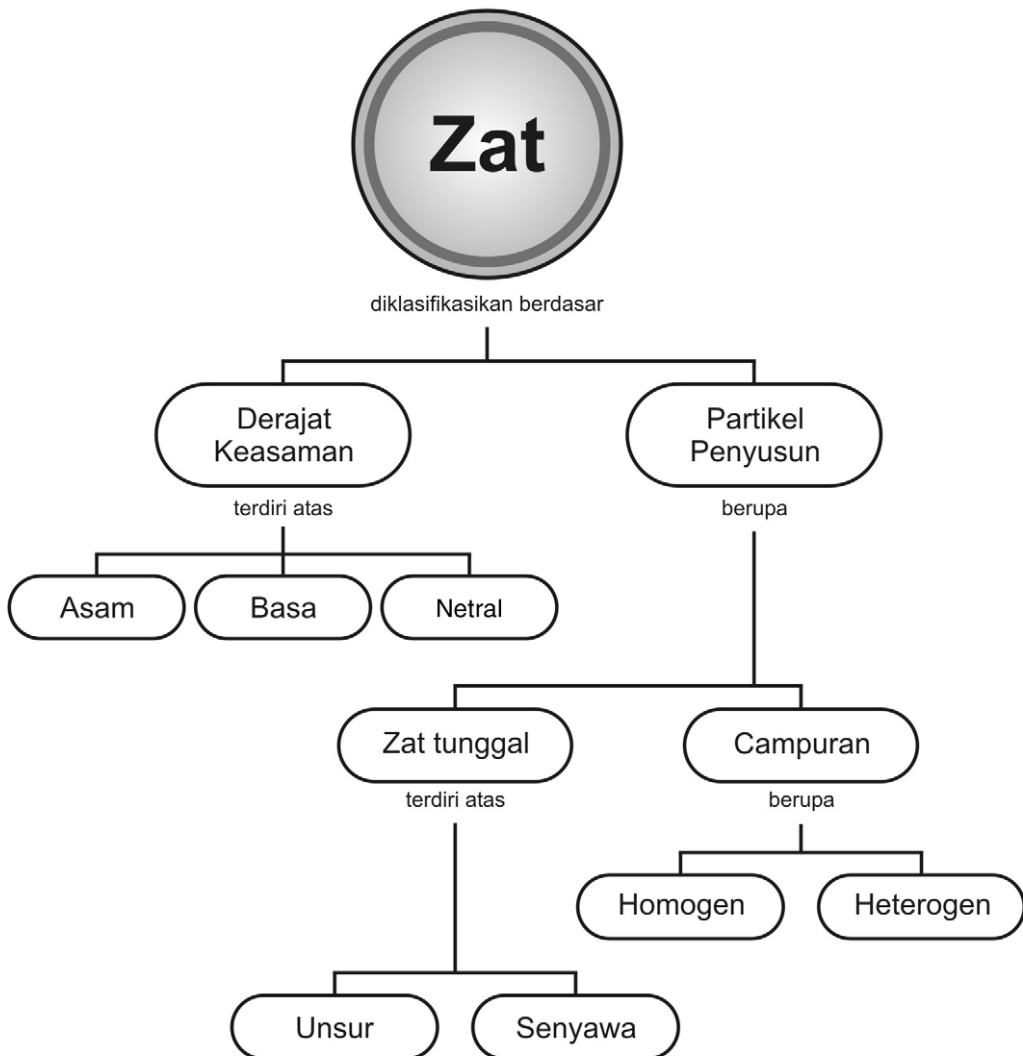 Zat
diklasifikasikan berdasar
Derajat
Keasaman
Partikel
Penyusun
terdiri atas
berupa
Asam
Basa
Netral
Zat tunggal
Campuran
terdiri atas
berupa
Homogen
Heterogen
Unsur
Senyawa